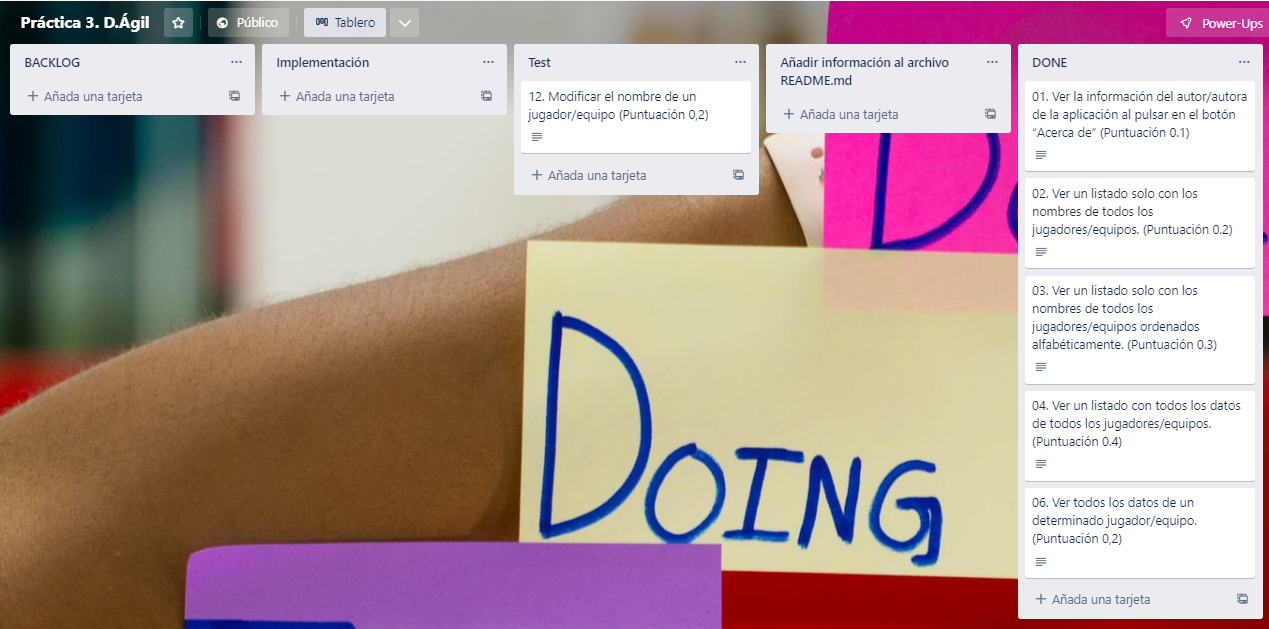 Práctica 3. D.Ágil
Público
Tablero
Power-Ups
BACKLOG
+ Añada una tarjeta
Implementación
+ Añada una tarjeta
Test
12. Modificar el nombre de un
jugador/equipo (Puntuación 0,2)
+ Añada una tarjeta
Añadir información al archivo
README.md
+ Añada una tarjeta
DONE
01. Ver la información del autor/autora
de la aplicación al pulsar en el botón
“Acerca de” (Puntuación 0.1)
02. Ver un listado solo con los
nombres de todos los
jugadores/equipos. (Puntuación 0.2)
03. Ver un listado solo con los
nombres de todos los
jugadores/equipos ordenados
alfabéticamente. (Puntuación 0.3)
04. Ver un listado con todos los datos
de todos los jugadores/equipos.
(Puntuación 0.4)
06. Ver todos los datos de un
determinado jugador/equipo.
(Puntuación 0,2)
+ Añada una tarjeta
DOING